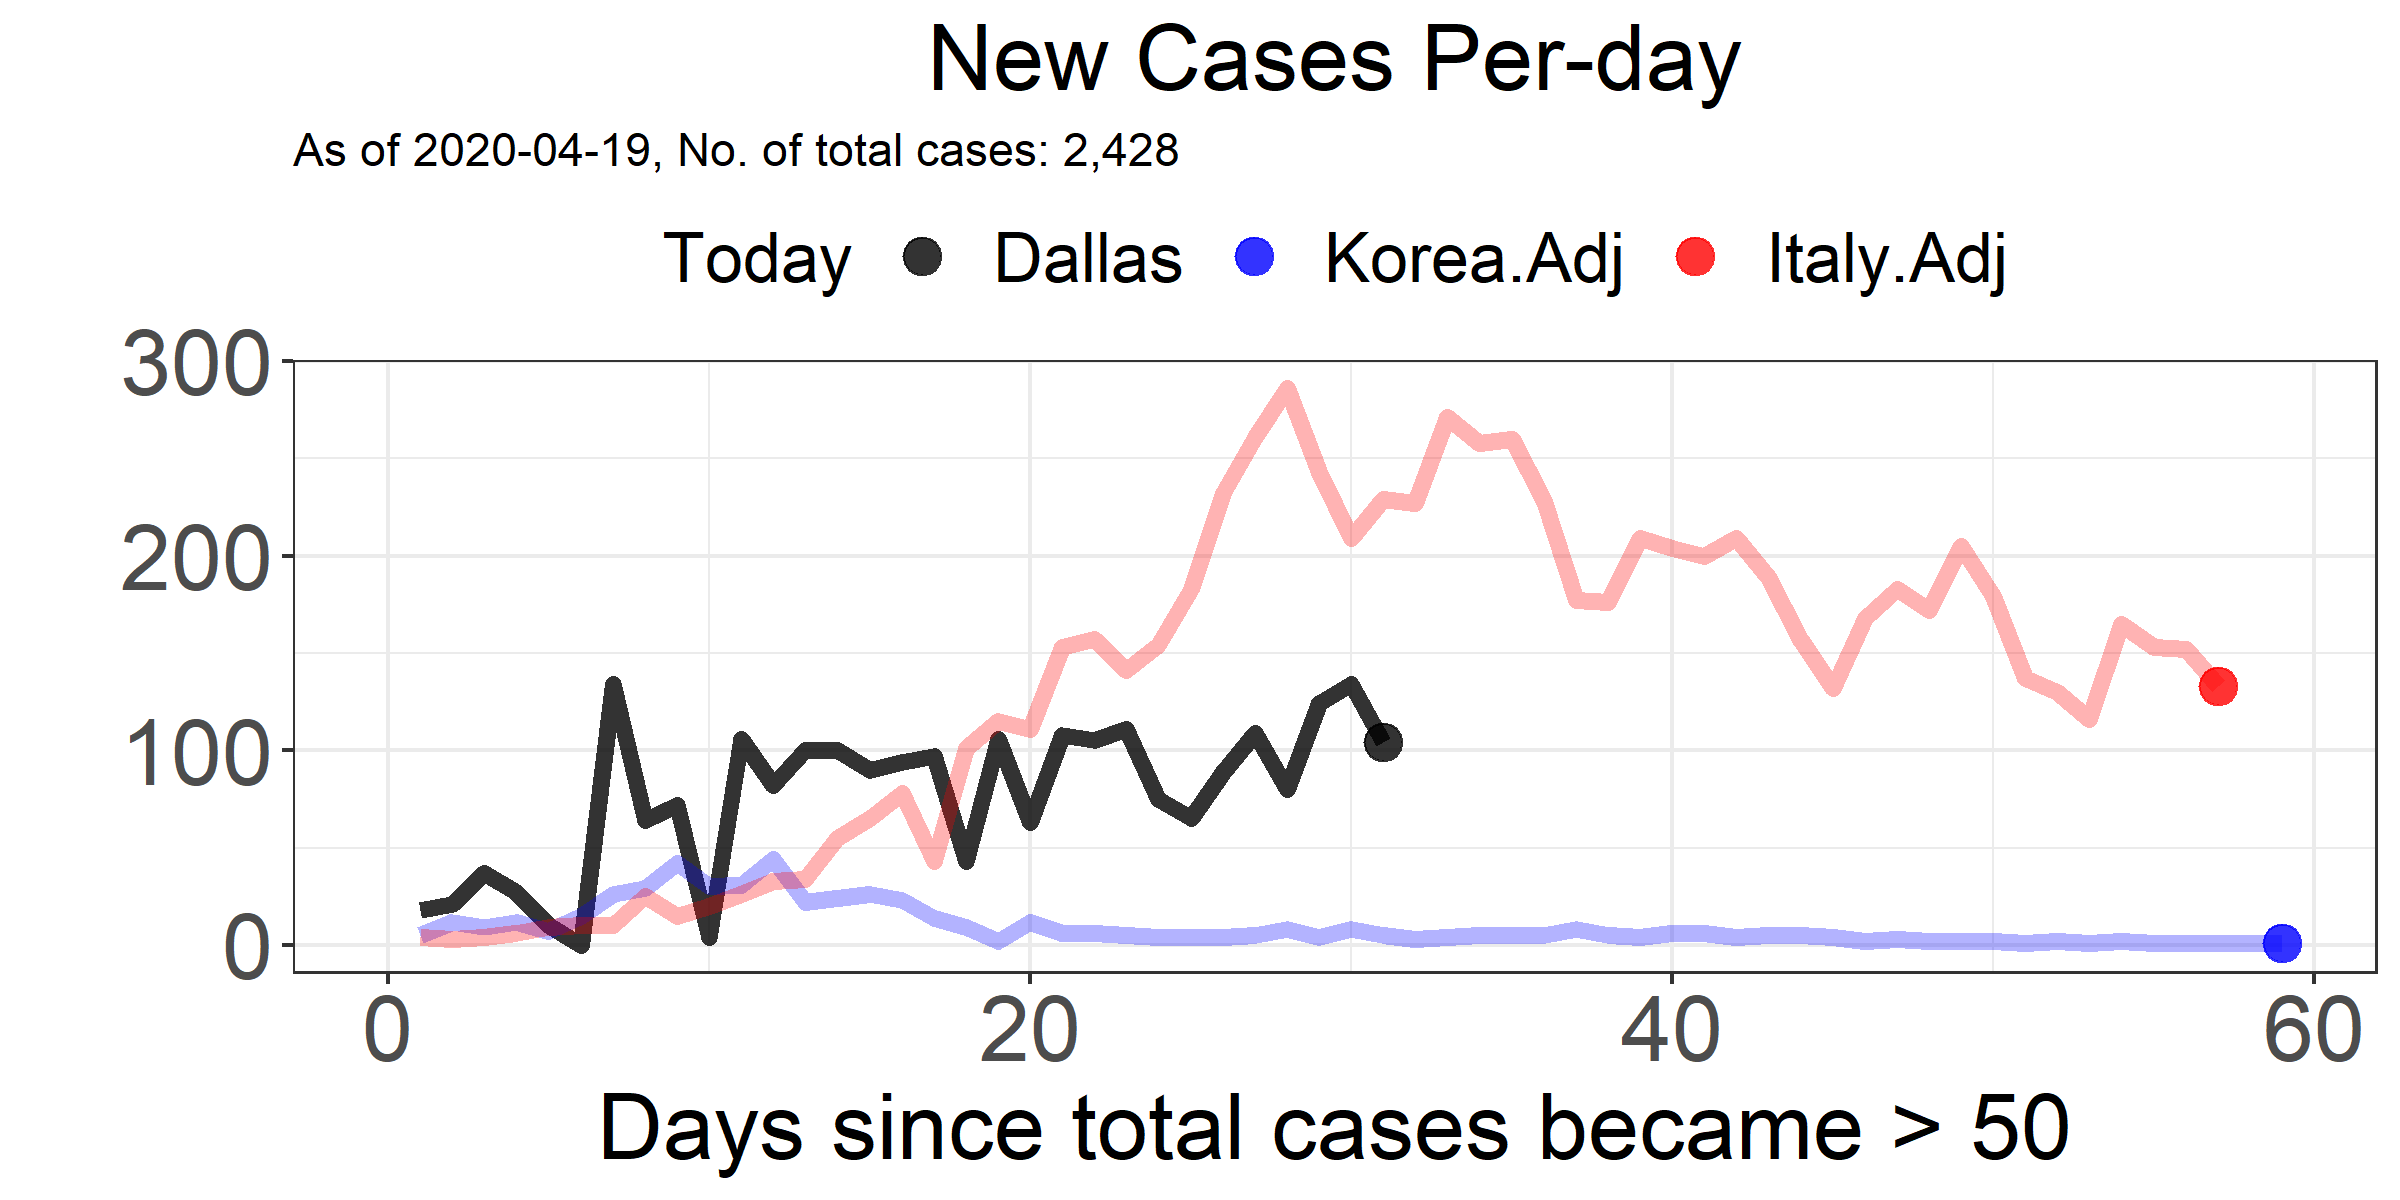 New Cases Per-day
As of 2020-04-19, No. of total cases: 2,428
Today Dallas Korea.Adj Italy.Adj
300
200
100
0
0 20 40 60
Days since total cases became > 50